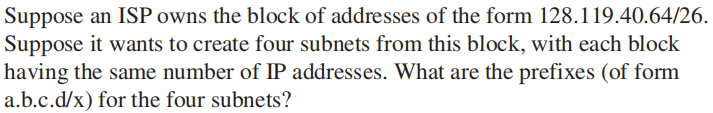 Suppose an ISP owns the block of addresses of the form 128.119.40.64/26.
Suppose it wants to create four subnets from this block, with each block
having the same number of IP addresses. What are the prefixes (of form
a.b.c.d/x) for the four subnets?